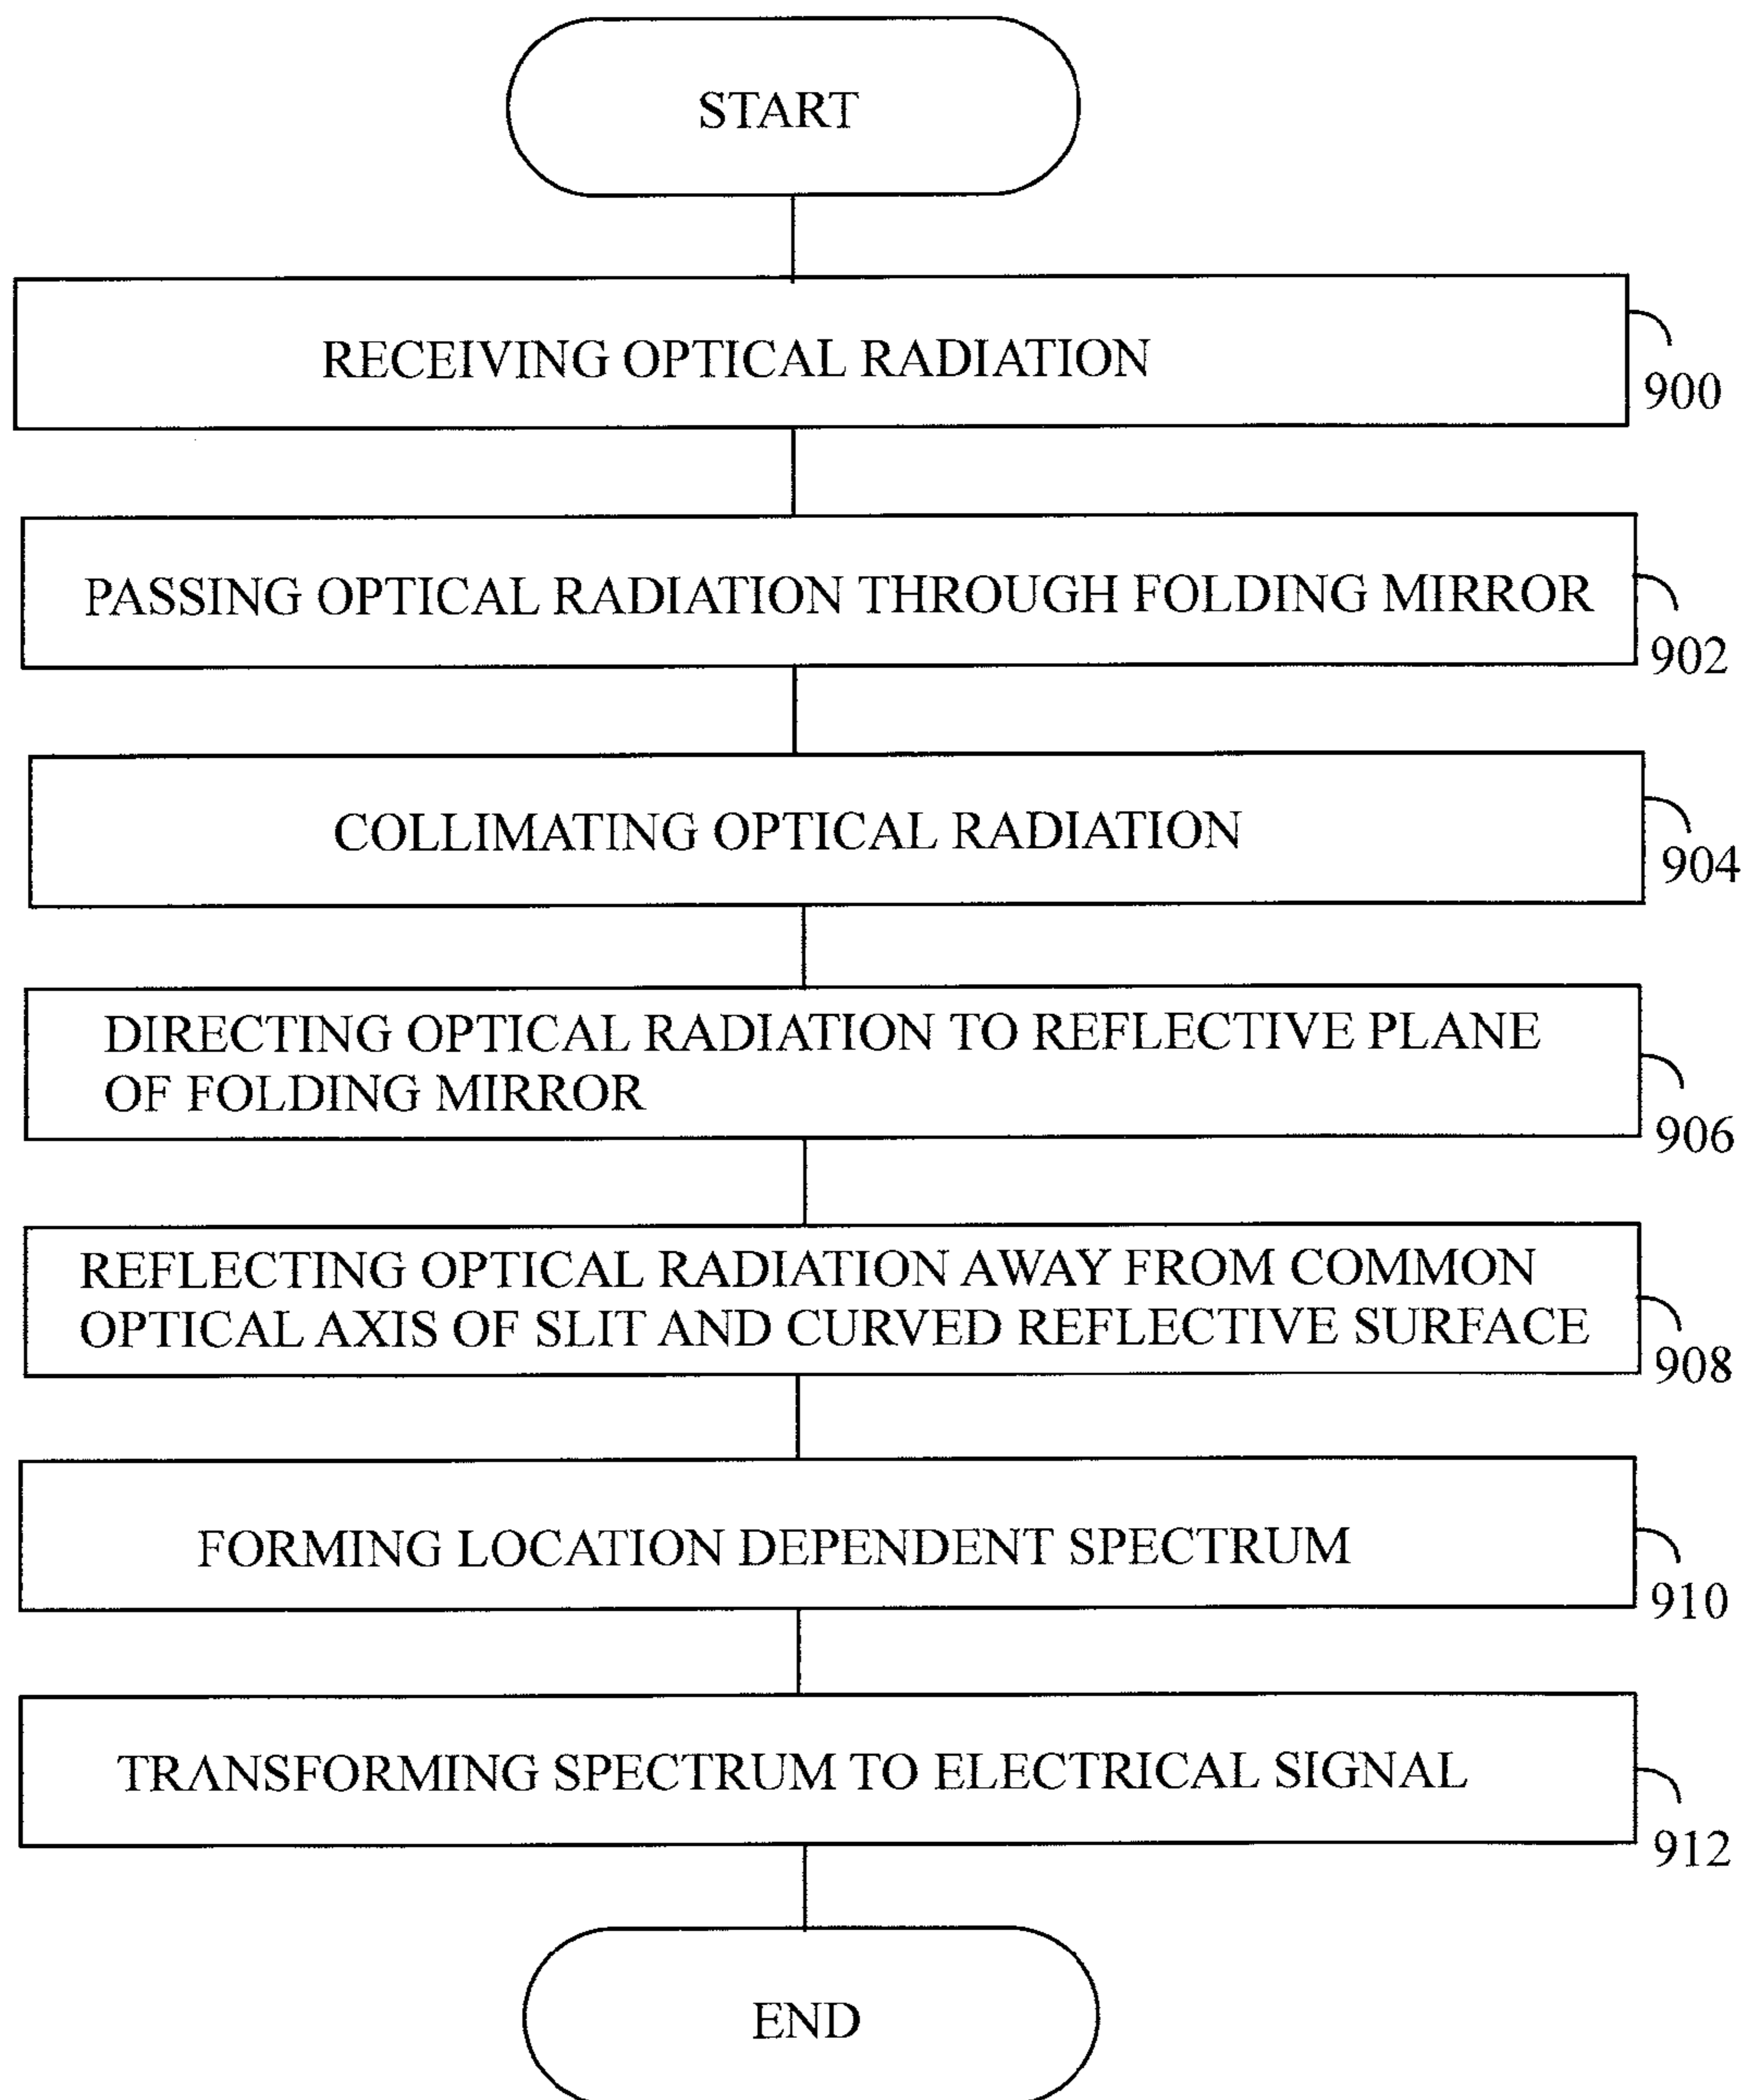 START
RECEIVING OPTICAL RADIATION
900
PASSING OPTICAL RADIATION THROUGH FOLDING MIRROR
902
COLLIMATING OPTICAL RADIATION
904
DIRECTING OPTICAL RADIATION TO REFLECTIVE PLANE
OF FOLDING MIRROR
906
REFLECTING OPTICAL RADIATION AWAY FROM COMMON
OPTICAL AXIS OF SLIT AND CURVED REFLECTIVE SURFACE
908
FORMING LOCATION DEPENDENT SPECTRUM
910
TRANSFORMING SPECTRUM TO ELECTRICAL SIGNAL
912
END